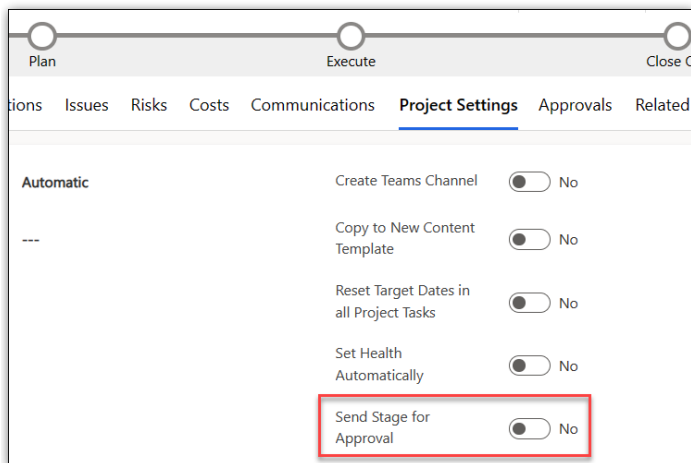 Plan
Execute
Close
Issues Risks Costs Communications Project Settings Approvals Related
Automatic
Create Teams Channel No
---
Copy to New Content
Template
No
Reset Target Dates in
all Project Tasks
No
Set Health
Automatically
No
Send Stage for
Approval
No